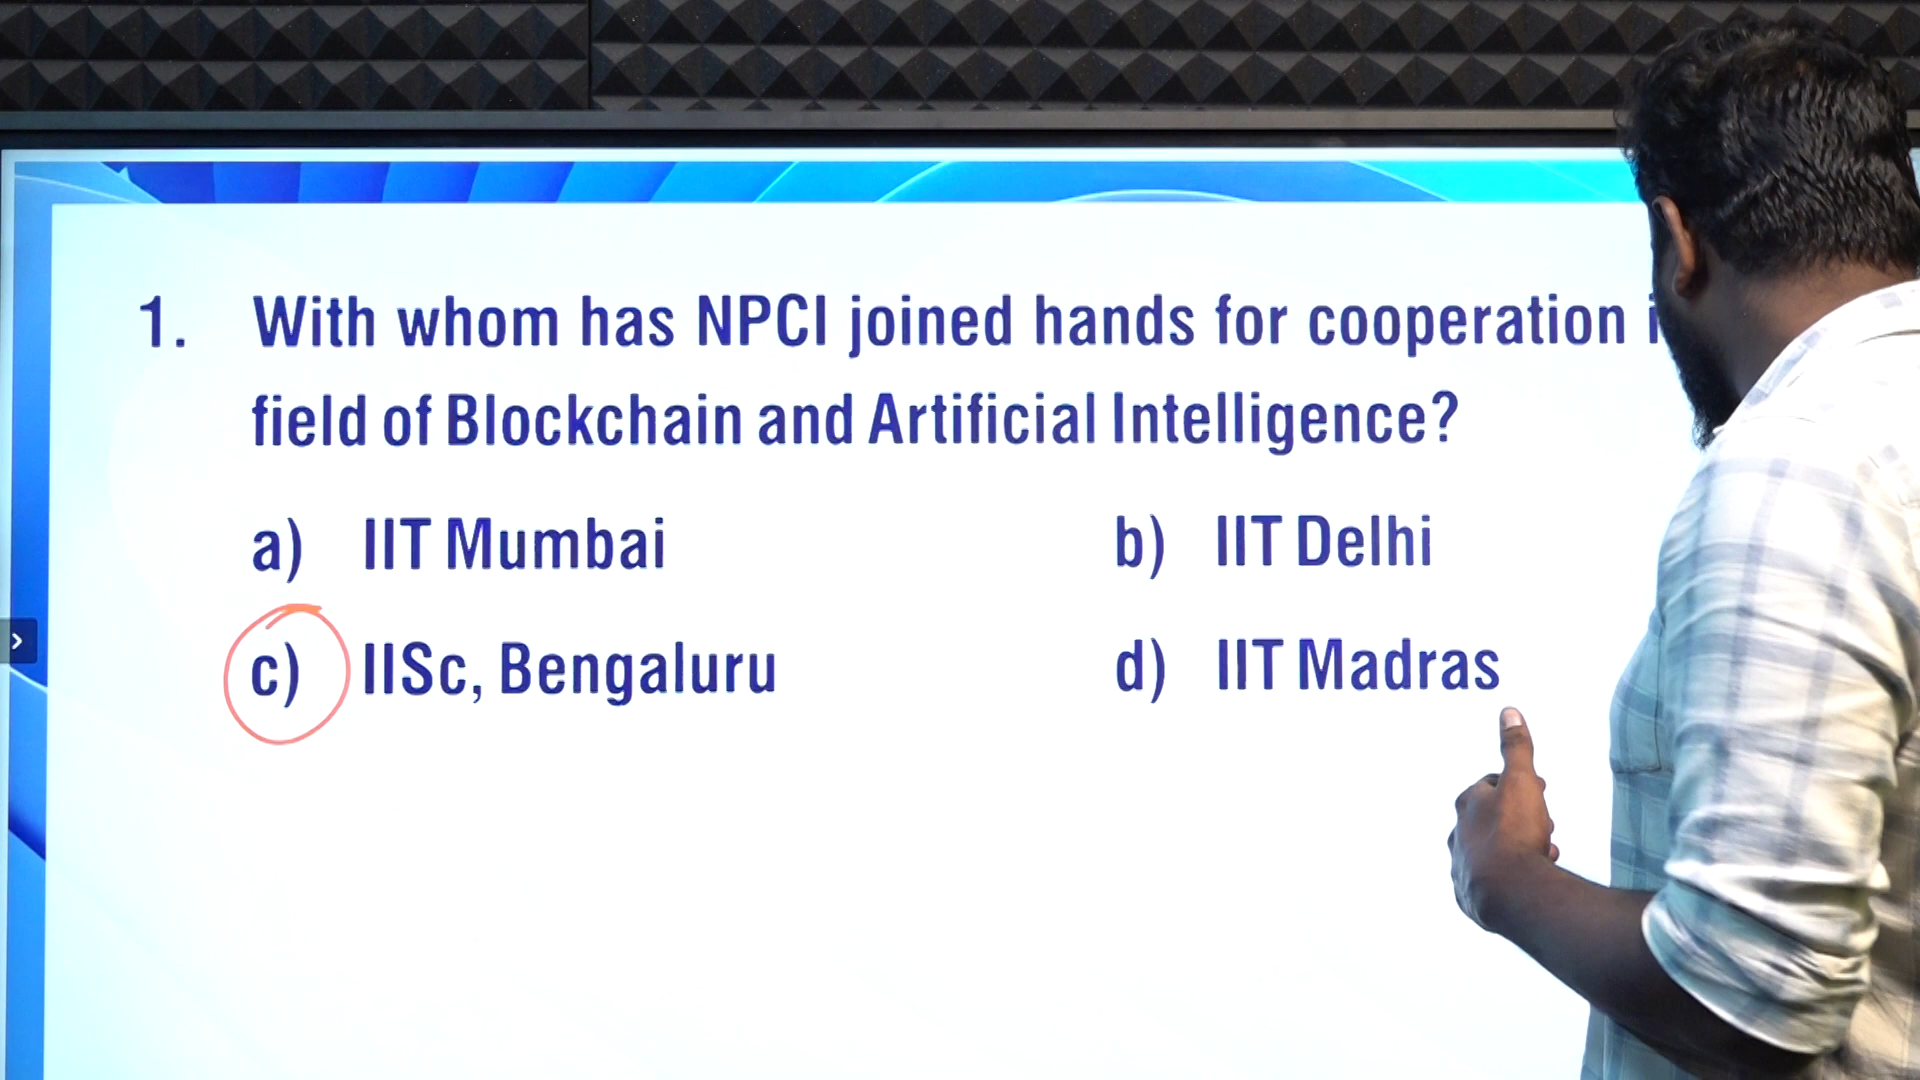 1. With whom has NPCI joined hands for cooperation
field of Blockchain and Artificial Intelligence?
a) IIT Mumbai b) IIT Delhi
c) IISc, Bengaluru d) IIT Madras